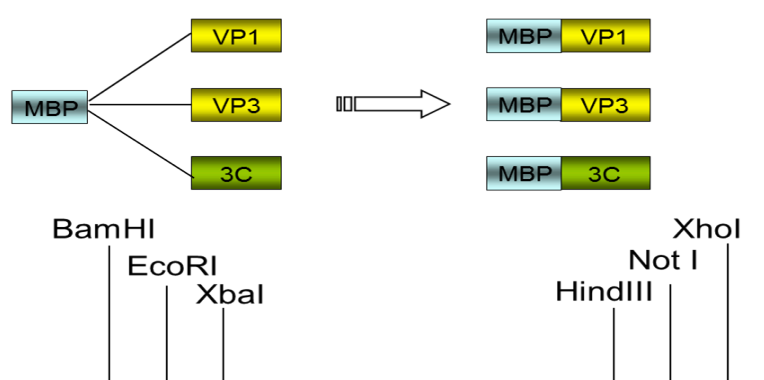 VP1
MBP VP1
MBP
VP3
MBP VP3
3C
MBP 3C
BamHI
XhoI
EcoRI
Not I
XbaI
HindIII